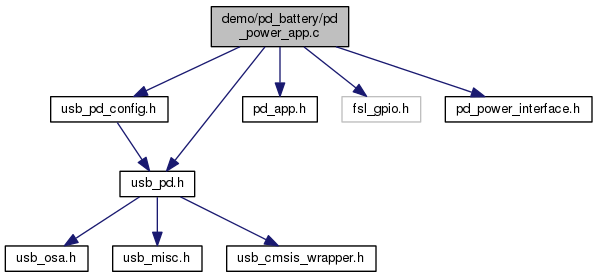 demo/pd_battery/pd
_power_app.c
usb_pd_config.h
pd_app.h
fsl_gpio.h
pd_power_interface.h
usb_pd.h
usb_osa.h
usb_misc.h
usb_cmsis_wrapper.h